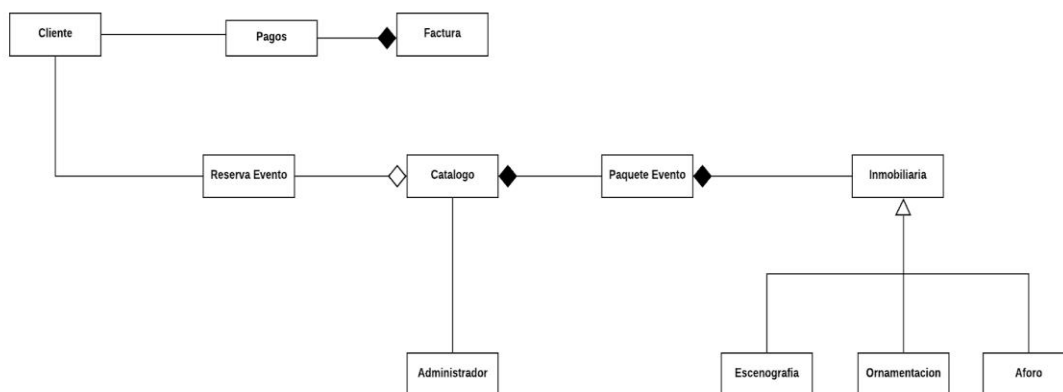 Cliente
Pagos
Factura
Reserva Evento
Catalogo
Paquete Evento
Inmobiliaria
Administrador
Escenografia
Ornamentacion
Aforo